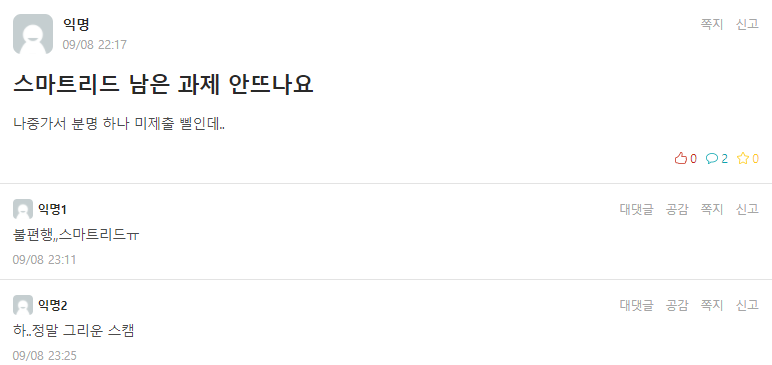 익명
쪽지 신고
09/08 22:17
스마트리드 남은 과제 안뜨나요
나중가서 분명 하나 미제출 삘인데..
0 2 0
익명1
대댓글 공감 쪽지 신고
불편행,,스마트리드ㅠ
09/08 23:11
익명2
대댓글 공감 쪽지 신고
하..정말 그리운 스캠
09/08 23:25